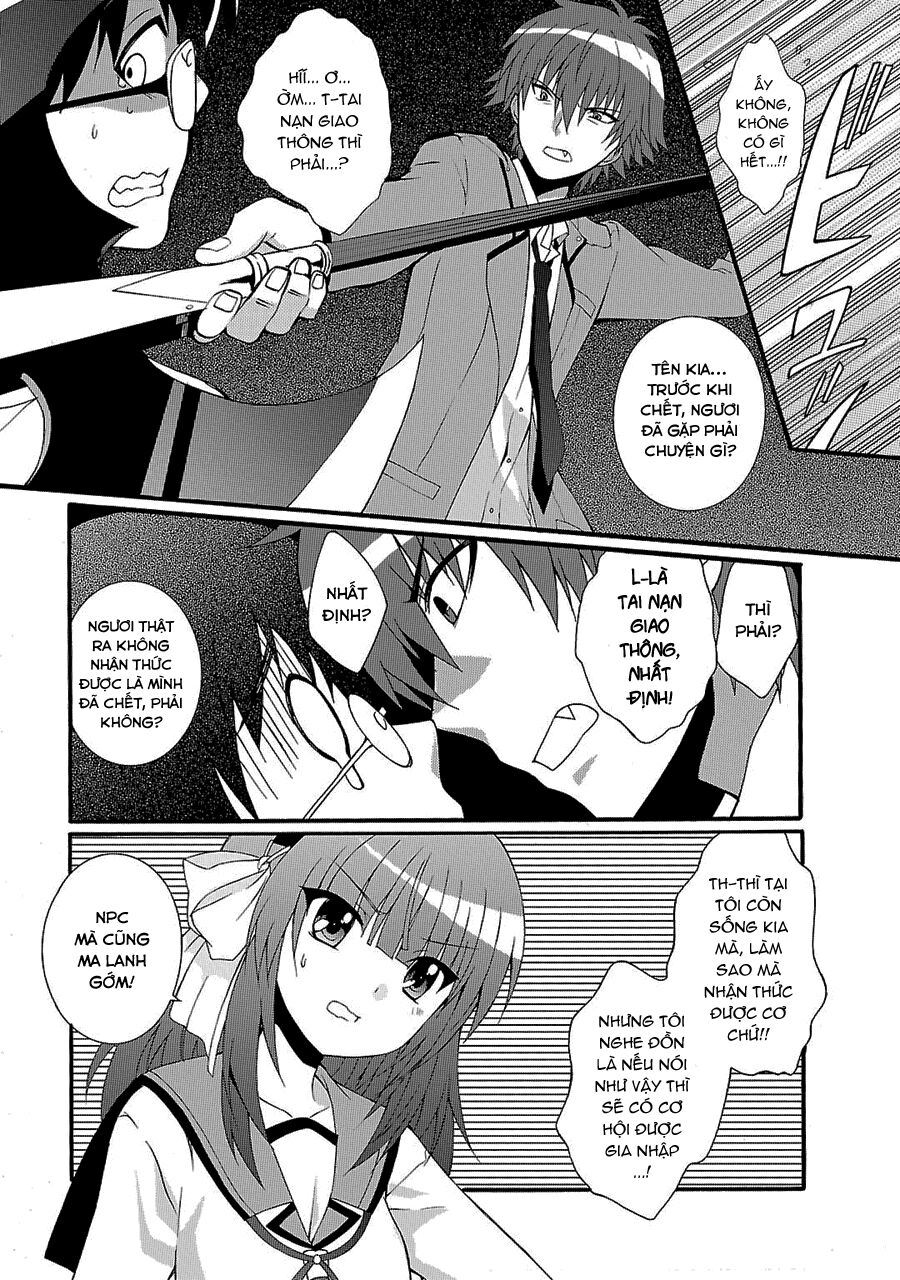 ẤY
KHÔNG,
KHÔNG
CÓ GÌ
HẾT...!!
ヒュ
TÊN KIA...
TRƯỚC KHI
CHẾT, NGƯƠI
ĐÃ GẶP PHẢI
CHUYỆN GÌ?
HĨĨ... Ơ...
ỜM... T-TAI
NẠN GIAO
THÔNG THÌ
PHẢI...?
THÌ
PHẢI?
L-LÀ
TAI NẠN
GIAO
THÔNG,
NHẤT
ĐỊNH!
NHẤT
ĐỊNH?
NGƯƠI THẬT
RA KHÔNG
NHẬN THỨC
ĐƯỢC LÀ MÌNH
ĐÃ CHẾT, PHẢI
KHÔNG?
TH-THÌ TẠI
TÔI CÒN
SỐNG KIA
MÀ, LÀM
SAO MÀ
NHẬN THỨC
ĐƯỢC CƠ
CHỨ!!
NHƯNG TÔI
NGHE ĐỒN
LÀ NẾU NÓI
NHƯ VẬY THÌ
SẼ CÓ CƠ
HỘI ĐƯỢC
GIA NHẬP
...!
NPC
MÀ CŨNG
MA LANH
GỚM!